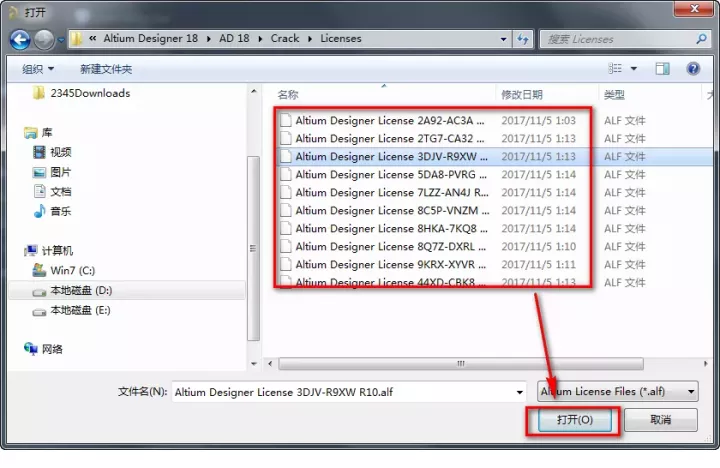 打开
« Altium Designer 18 ▸ AD 18 ▸ Crack ▸ Licenses
搜索 Licenses
组织 ▼ 新建文件夹
2345Downloads
库
视频
图片
文档
音乐
计算机
Win7 (C:)
本地磁盘 (D:)
本地磁盘 (E:)
网络
名称 修改日期 类型
Altium Designer License 2A92-AC3A ... 2017/11/5 1:03 ALF 文件
Altium Designer License 2TG7-CA32 ... 2017/11/5 1:13 ALF 文件
Altium Designer License 3DJV-R9XW ... 2017/11/5 1:13 ALF 文件
Altium Designer License 5DA8-PVRG ... 2017/11/5 1:14 ALF 文件
Altium Designer License 7LZZ-AN4J R... 2017/11/5 1:14 ALF 文件
Altium Designer License 8C5P-VNZM ... 2017/11/5 1:14 ALF 文件
Altium Designer License 8HKA-7KQ8 ... 2017/11/5 1:14 ALF 文件
Altium Designer License 8Q7Z-DXRL ... 2017/11/5 1:10 ALF 文件
Altium Designer License 9KRX-XYVR ... 2017/11/5 1:11 ALF 文件
Altium Designer License 44XD-CBK8 ... 2017/11/5 1:13 ALF 文件
文件名(N): Altium Designer License 3DJV-R9XW R10.alf
Altium License Files (*.alf)
打开(O) 取消